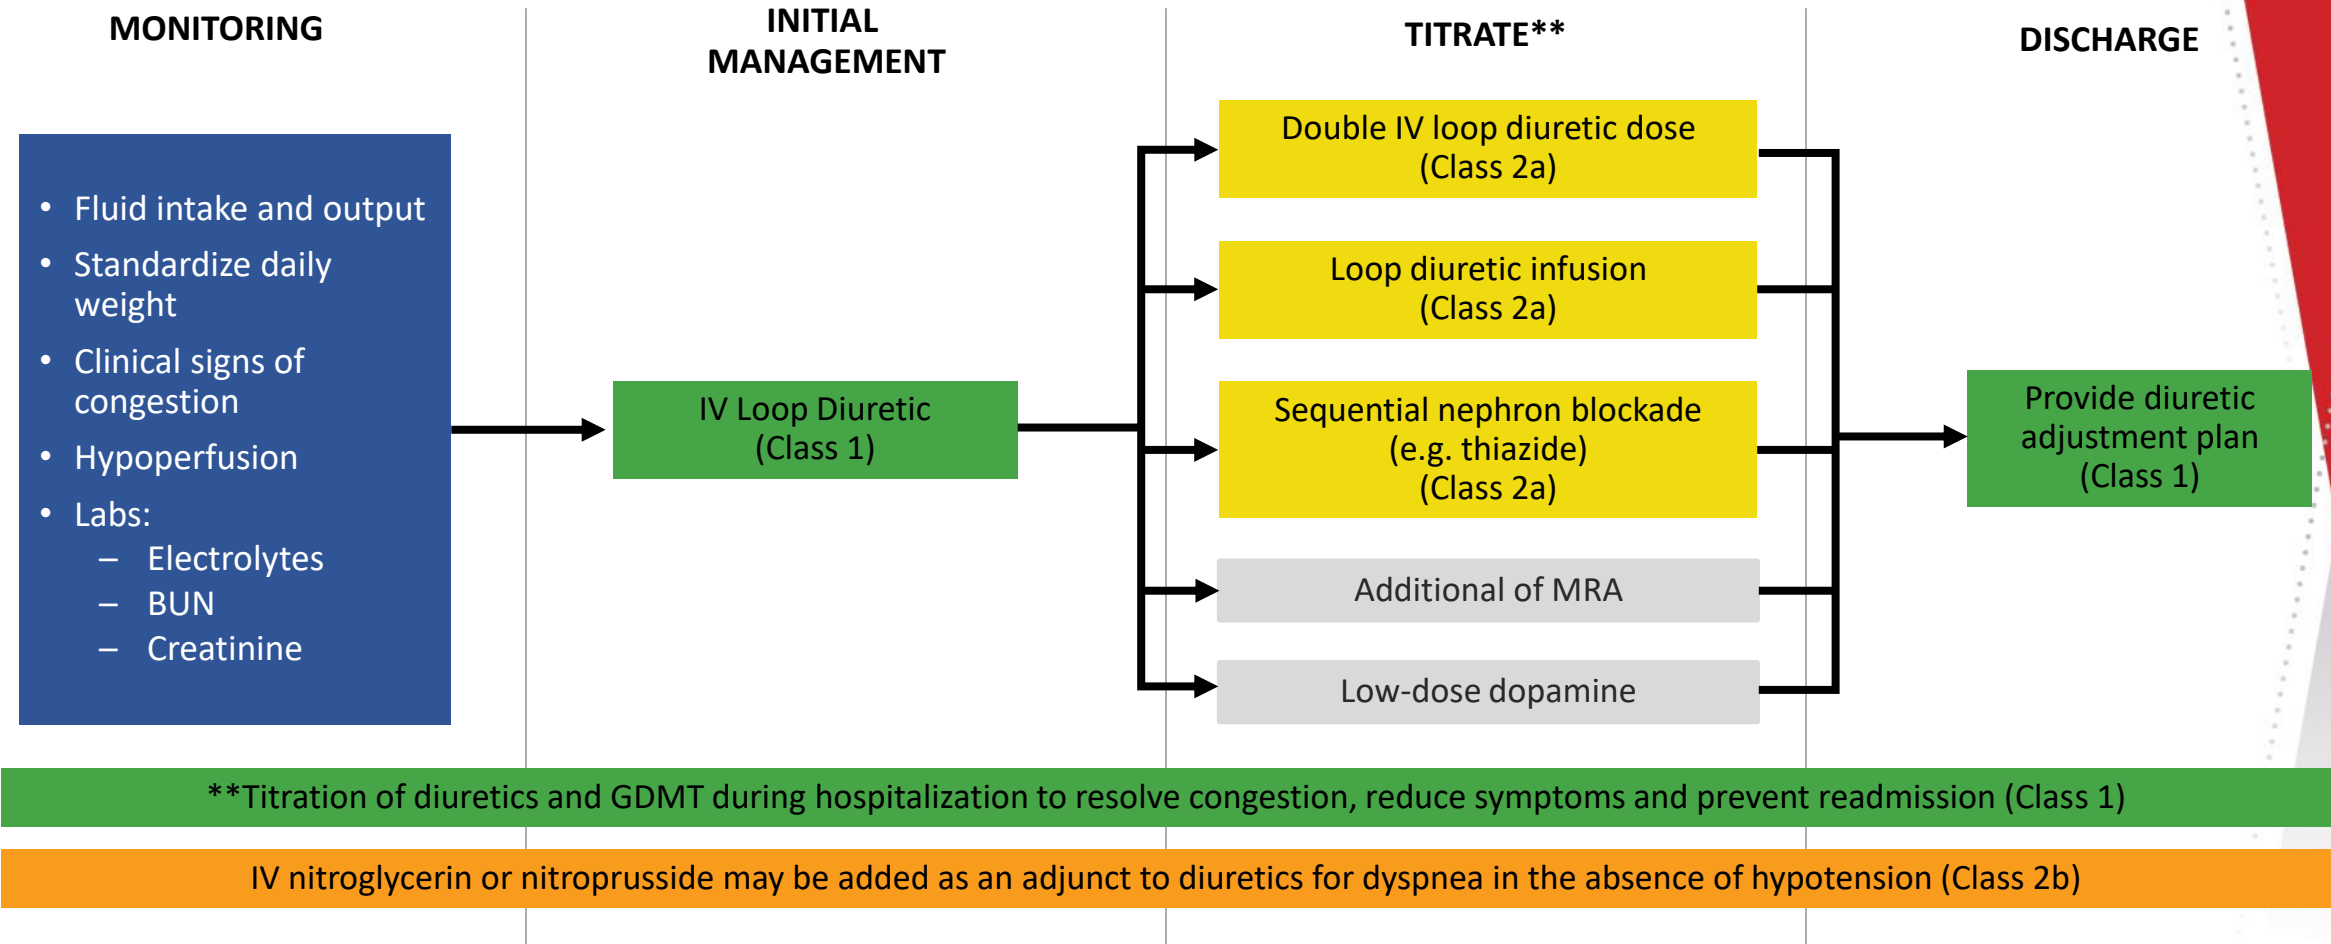 MONITORING
INITIAL
MANAGEMENT
TITRATE**
DISCHARGE
• Fluid intake and output
• Standardize daily
weight
• Clinical signs of
congestion
• Hypoperfusion
• Labs:
– Electrolytes
– BUN
– Creatinine
IV Loop Diuretic
(Class 1)
Double IV loop diuretic dose
(Class 2a)
Loop diuretic infusion
(Class 2a)
Sequential nephron blockade
(e.g. thiazide)
(Class 2a)
Additional of MRA
Low-dose dopamine
Provide diuretic
adjustment plan
(Class 1)
**Titration of diuretics and GDMT during hospitalization to resolve congestion, reduce symptoms and prevent readmission (Class 1)
IV nitroglycerin or nitroprusside may be added as an adjunct to diuretics for dyspnea in the absence of hypotension (Class 2b)